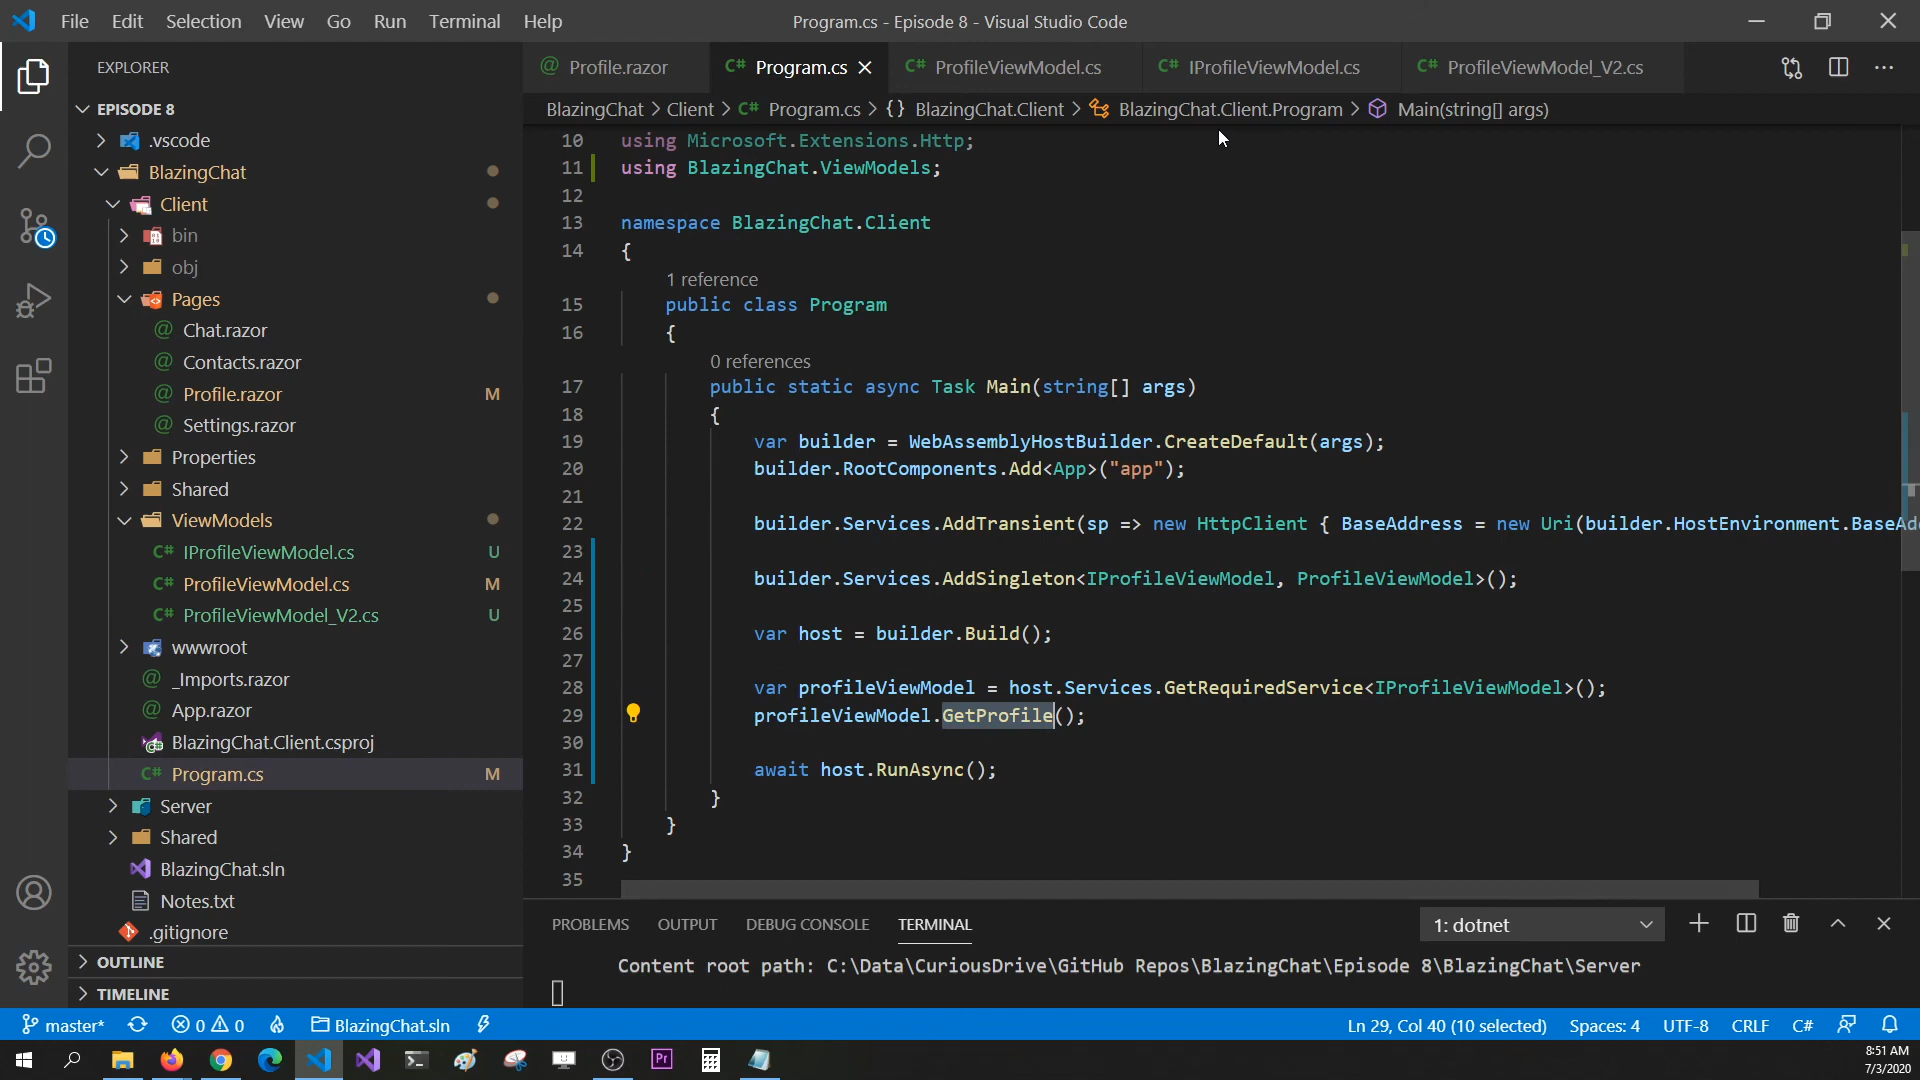 File Edit Selection View Go Run Terminal Help
Program.cs - Episode 8 - Visual Studio Code
EXPLORER
EPISODE 8
.vscode
BlazingChat
Client
bin
obj
Pages
Chat.razor
Contacts.razor
Profile.razor M
Settings.razor
Properties
Shared
ViewModels
IProfileViewModel.cs U
ProfileViewModel.cs M
ProfileViewModel_V2.cs U
wwwroot
_Imports.razor
App.razor
BlazingChat.Client.csproj
Program.cs M
Server
Shared
BlazingChat.sln
Notes.txt
.gitignore
OUTLINE
TIMELINE
Profile.razor C# Program.cs C# ProfileViewModel.cs C# IProfileViewModel.cs C# ProfileViewModel_V2.cs
BlazingChat > Client > C# Program.cs > {} BlazingChat.Client > BlazingChat.Client.Program > Main(string[] args)
10 using Microsoft.Extensions.Http;
11 using BlazingChat.ViewModels;
12
13 namespace BlazingChat.Client
14 {
1 reference
15 public class Program
16 {
0 references
17 public static async Task Main(string[] args)
18 {
19 var builder = WebAssemblyHostBuilder.CreateDefault(args);
20 builder.RootComponents.Add<App>("app");
21
22 builder.Services.AddTransient(sp => new HttpClient { BaseAddress = new Uri(builder.HostEnvironment.BaseAd
23
24 builder.Services.AddSingleton<IProfileViewModel, ProfileViewModel>();
25
26 var host = builder.Build();
27
28 var profileViewModel = host.Services.GetRequiredService<IProfileViewModel>();
29 profileViewModel.GetProfile();
30
31 await host.RunAsync();
32 }
33 }
34 }
35
PROBLEMS OUTPUT DEBUG CONSOLE TERMINAL
1: dotnet
Content root path: C:\Data\CuriousDrive\GitHub Repos\BlazingChat\Episode 8\BlazingChat\Server
master* 0 0 BlazingChat.sln
Ln 29, Col 40 (10 selected) Spaces: 4 UTF-8 CRLF C#
Pr
8:51 AM
7/3/2020